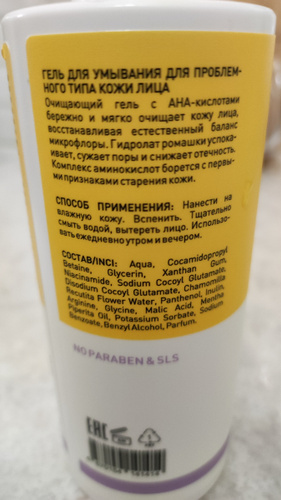 ГЕЛЬ ДЛЯ УМЫВАНИЯ ДЛЯ ПРОБЛЕМ-
НОГО ТИПА КОЖИ ЛИЦА
Очищающий гель с АНА-кислотами
бережно и мягко очищает кожу лица,
восстанавливая естественный баланс
микрофлоры. Гидролат ромашки успока-
ивает, сужает поры и снижает отечность.
Комплекс аминокислот борется с первы-
ми признаками старения кожи.
СПОСОБ ПРИМЕНЕНИЯ: Нанести на
влажную кожу. Вспенить. Тщательно
смыть водой, вытереть лицо. Использо-
вать ежедневно утром и вечером.
СОСТАВ/INCI: Aqua, Cocamidopropyl
Betaine, Glycerin, Xanthan Gum,
Niacinamide, Sodium Cocoyl Glutamate,
Disodium Cocoyl Glutamate, Chamomilla
Recutita Flower Water, Panthenol, Inulin,
Arginine, Glycine, Malic Acid, Mentha
Piperita Oil, Potassium Sorbate, Sodium
Benzoate, Benzyl Alcohol, Parfum.
NO PARABEN & SLS
EAC